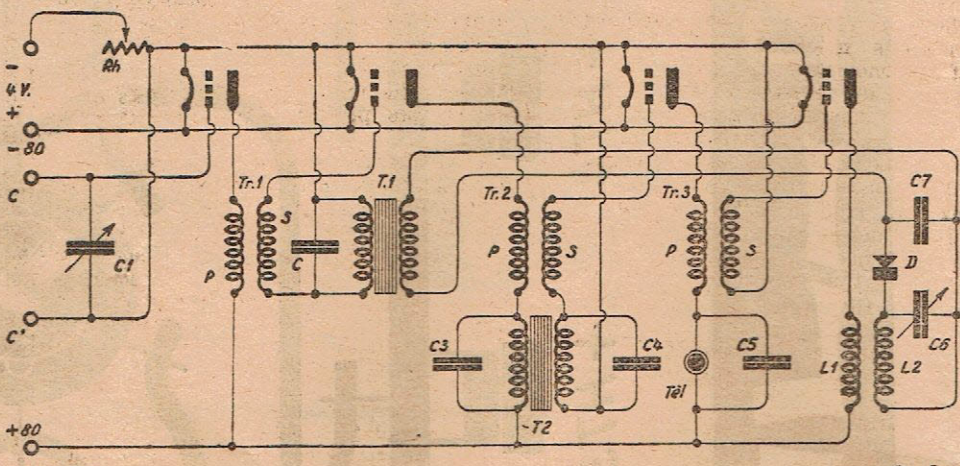 Rh
-
4 V.
+
-80
C
C1
C'
+80
Tr.1
P
S
C
T.1
Tr.2
P
S
C3
T2
C4
Tr.3
P
S
Tél
C5
L1
L2
C7
D
C6